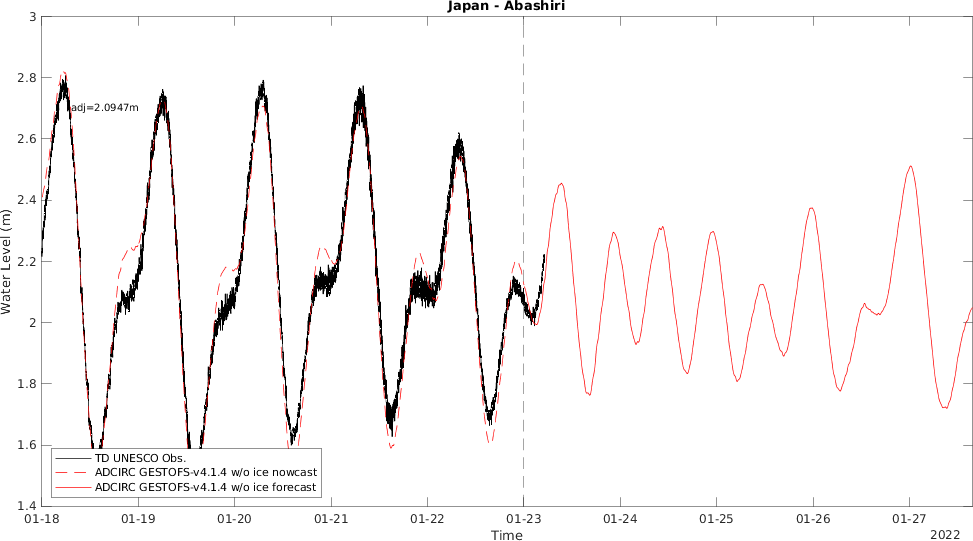 Japan - Abashiri
3
2.8
2.6
2.4
2.2
2
1.8
1.6
1.4
Water Level (m)
adj=2.0947m
TD UNESCO Obs.
ADCIRC GESTOFS-v4.1.4 w/o ice nowcast
ADCIRC GESTOFS-v4.1.4 w/o ice forecast
01-18 01-19 01-20 01-21 01-22 01-23 01-24 01-25 01-26 01-27
Time
2022